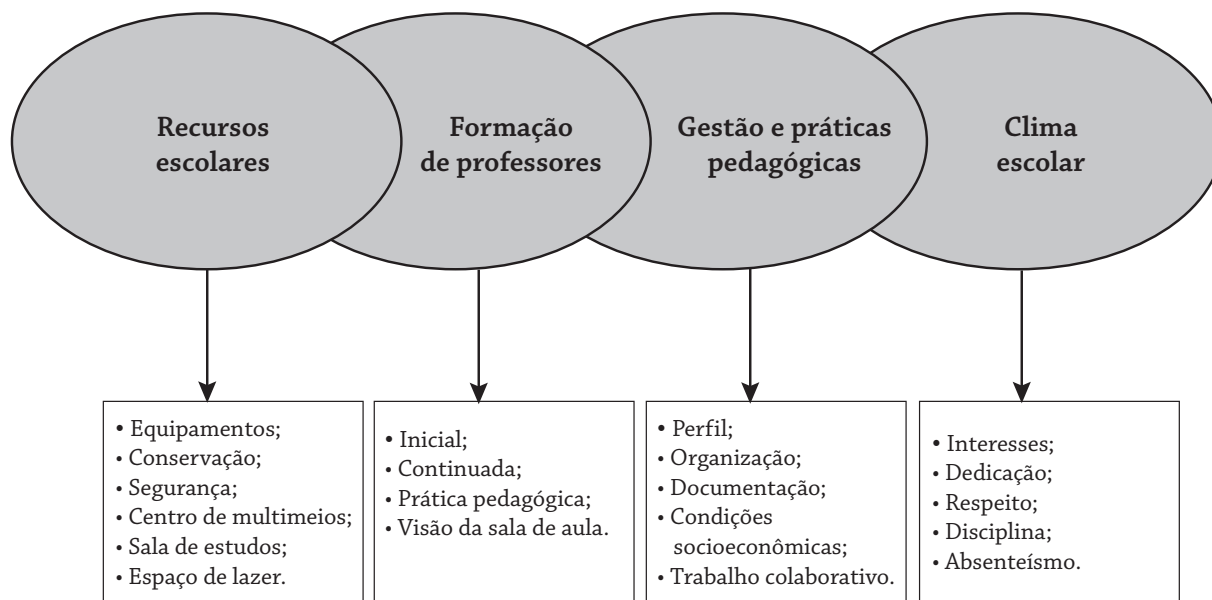 Recursos
escolares
Formação
de professores
Gestão e práticas
pedagógicas
Clima
escolar
• Equipamentos;
• Conservação;
• Segurança;
• Centro de multimeios;
• Sala de estudos;
• Espaço de lazer.
• Inicial;
• Continuada;
• Prática pedagógica;
• Visão da sala de aula.
• Perfil;
• Organização;
• Documentação;
• Condições
socioeconômicas;
• Trabalho colaborativo.
• Interesses;
• Dedicação;
• Respeito;
• Disciplina;
• Absenteísmo.